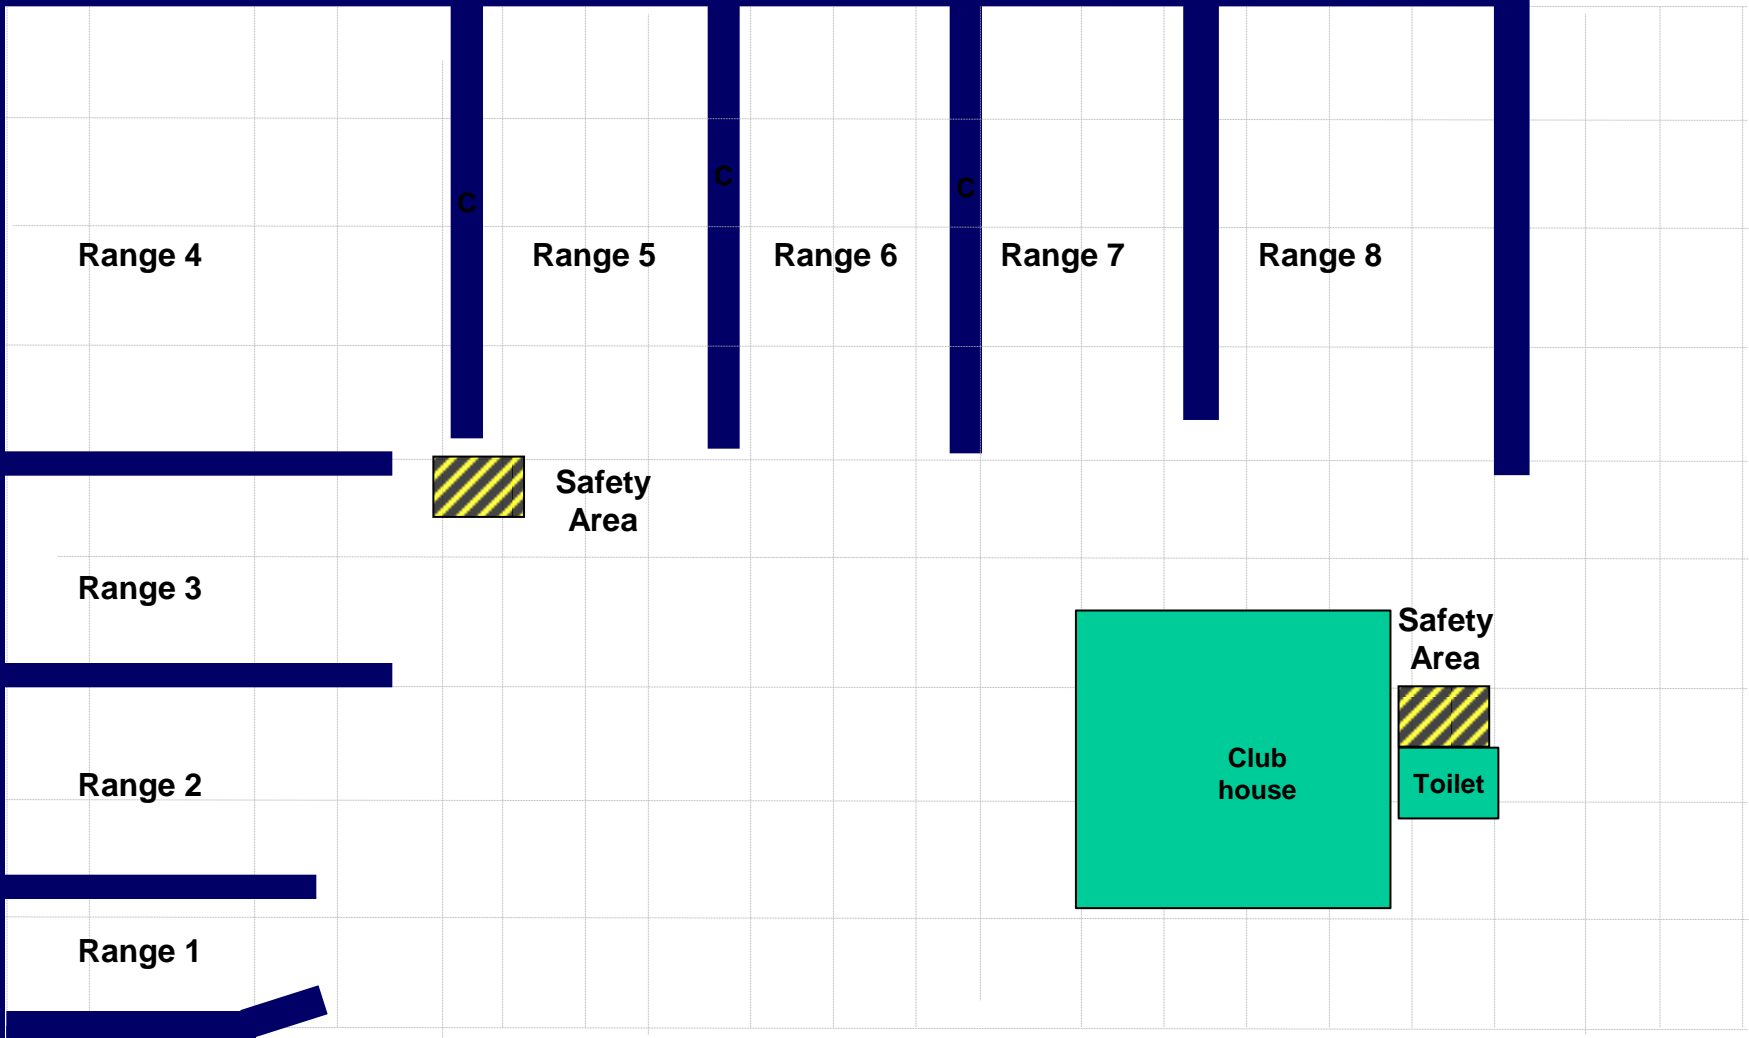 C
C
C
Range 4
Range 5
Range 6
Range 7
Range 8
Safety
Area
Range 3
Safety
Area
Range 2
Club
house
Toilet
Range 1